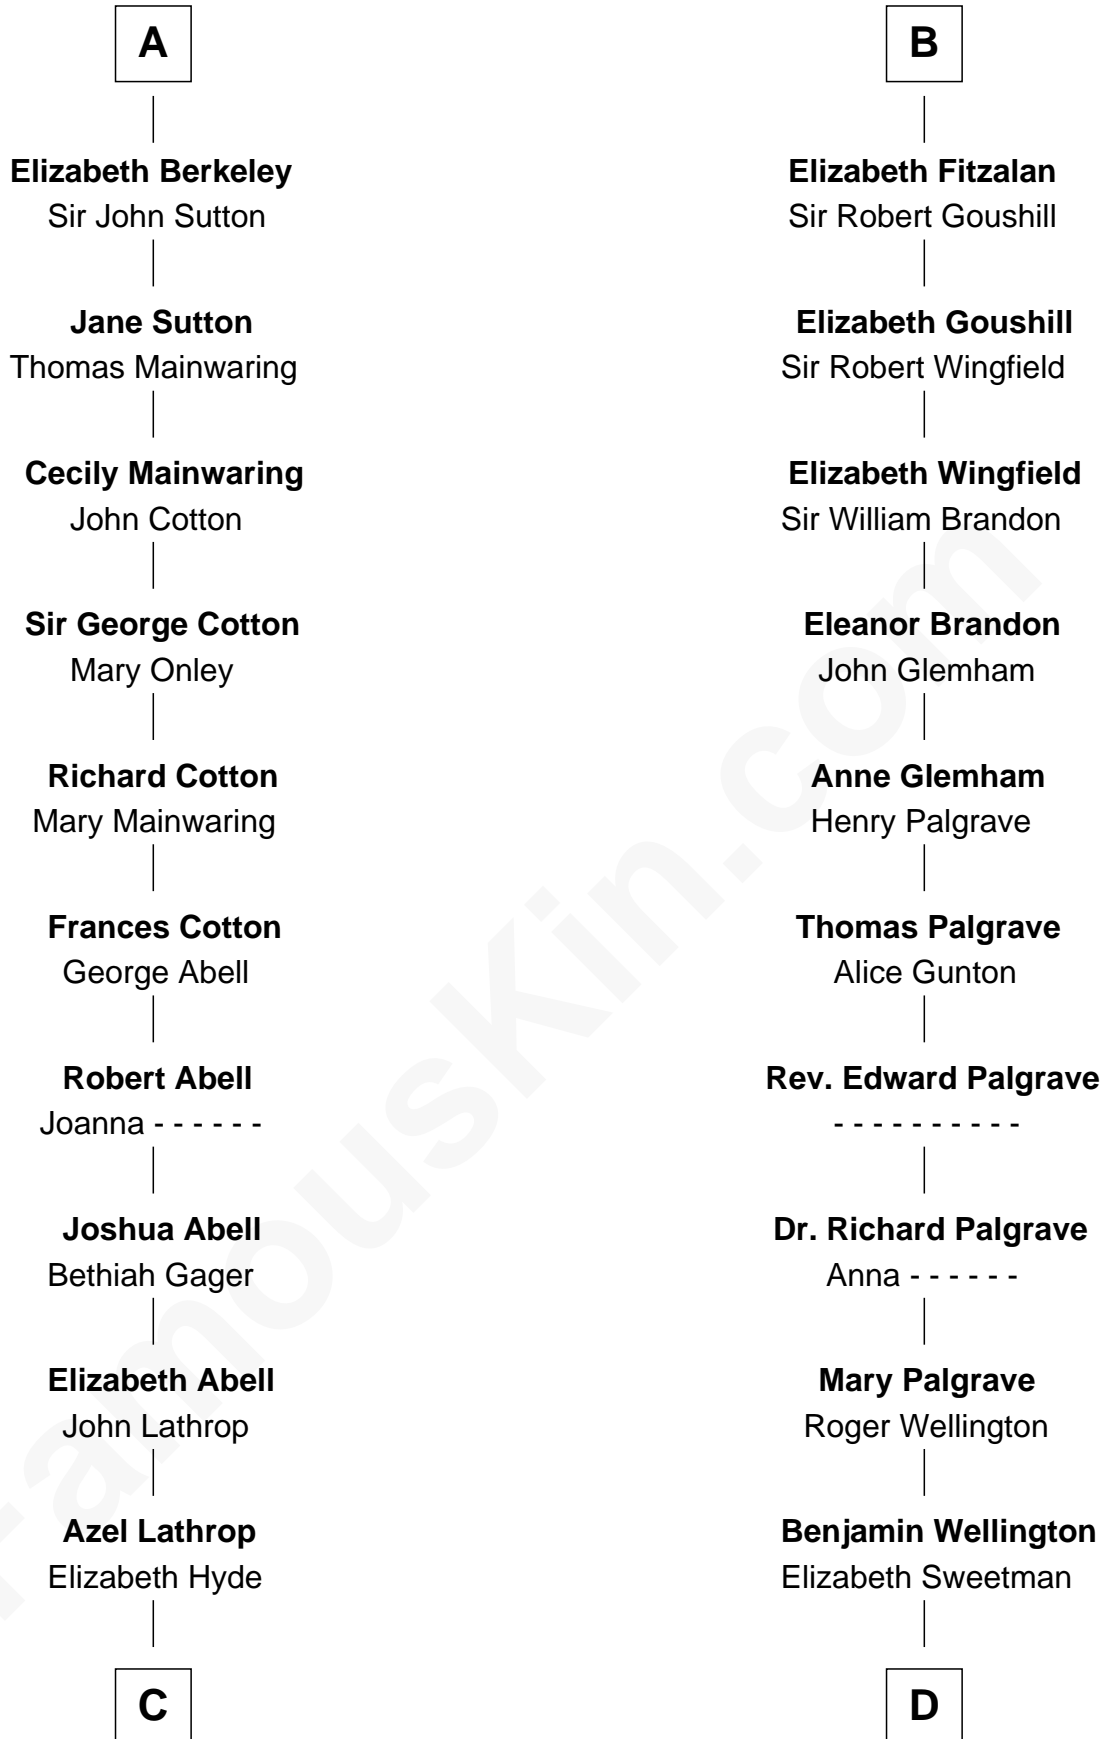 A
Elizabeth Berkeley
Sir John Sutton
Jane Sutton
Thomas Mainwaring
Cecily Mainwaring
John Cotton
Sir George Cotton
Mary Onley
Richard Cotton
Mary Mainwaring
Frances Cotton
George Abell
Robert Abell
Joanna - - - - - -
Joshua Abell
Bethiah Gager
Elizabeth Abell
John Lathrop
Azel Lathrop
Elizabeth Hyde
C
B
Elizabeth Fitzalan
Sir Robert Goushill
Elizabeth Goushill
Sir Robert Wingfield
Elizabeth Wingfield
Sir William Brandon
Eleanor Brandon
John Glemham
Anne Glemham
Henry Palgrave
Thomas Palgrave
Alice Gunton
Rev. Edward Palgrave
- - - - - - - - - -
Dr. Richard Palgrave
Anna - - - - - -
Mary Palgrave
Roger Wellington
Benjamin Wellington
Elizabeth Sweetman
D
FamousKin.com